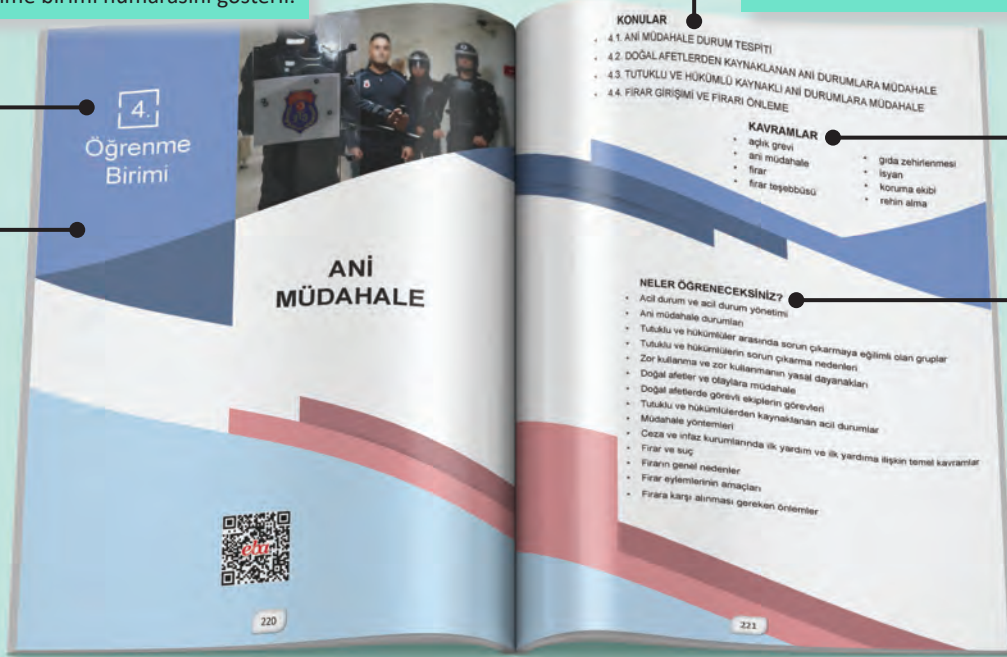 birimi numarasını gösterir.
4.
Öğrenme
Birimi
ANİ
MÜDAHALE
eba
220
KONULAR
• 4.1. ANİ MÜDAHALE DURUM TESPİTİ
• 4.2. DOĞAL AFETLERDEN KAYNAKLANAN ANİ DURUMLARA MÜDAHALE
• 4.3. TUTUKLU VE HÜKÜMLÜ KAYNAKLI ANİ DURUMLARA MÜDAHALE
• 4.4. FİRAR GİRİŞİMİ VE FİRARI ÖNLEME
KAVRAMLAR
• açlık grevi
• ani müdahale
• firar
• firar teşebbüsü
• gıda zehirlenmesi
• isyan
• koruma ekibi
• rehin alma
NELER ÖĞRENECEKSİNİZ?
• Acil durum ve acil durum yönetimi
• Ani müdahale durumları
• Tutuklu ve hükümlüler arasında sorun çıkarmaya eğilimli olan gruplar
• Tutuklu ve hükümlülerin sorun çıkarma nedenleri
• Zor kullanma ve zor kullanmanın yasal dayanakları
• Doğal afetler ve olaylara müdahale
• Doğal afetlerde görevli ekiplerin görevleri
• Tutuklu ve hükümlülerden kaynaklanan acil durumlar
• Müdahale yöntemleri
• Ceza ve infaz kurumlarında ilk yardım ve ilk yardıma ilişkin temel kavramlar
• Firar ve suç
• Firarın genel nedenler
• Firar eylemlerinin amaçları
• Firara karşı alınması gereken önlemler
221